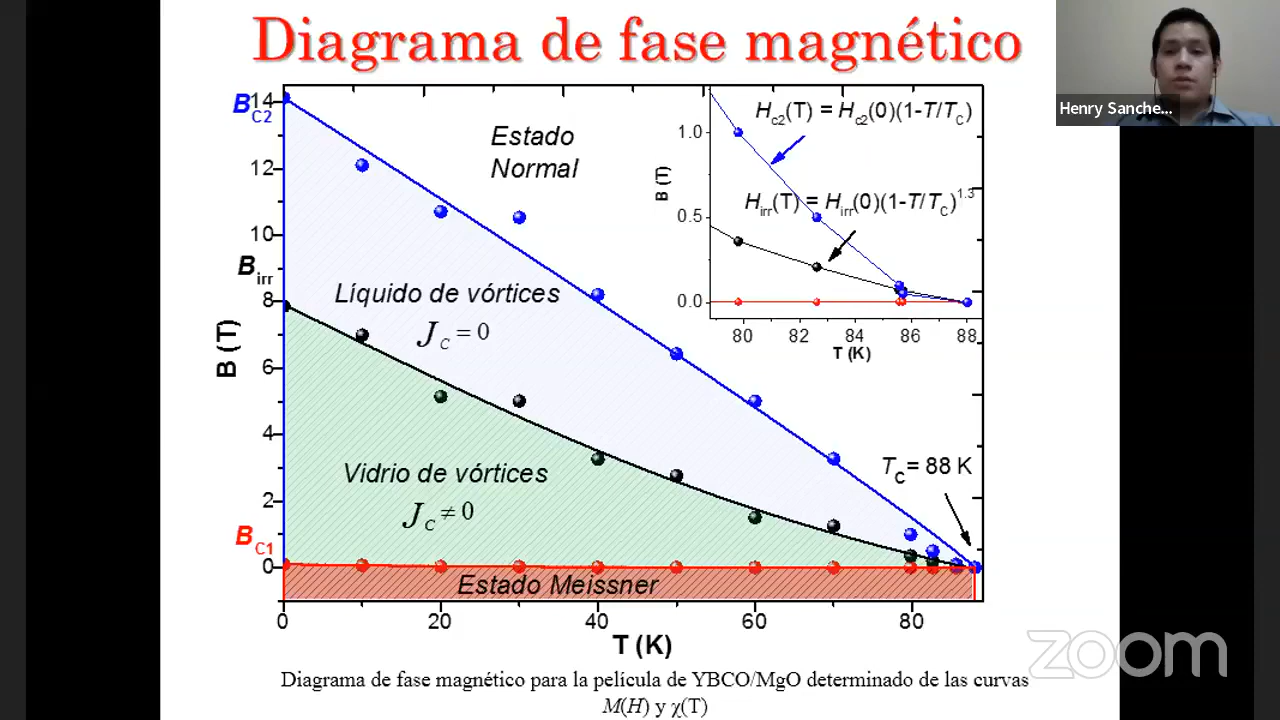 Diagrama de fase magnético
Henry Sanche...
B_C2
14
12
10
B_irr
8
6
4
2
B_C1
0
B (T)
Estado
Normal
Líquido de vórtices
J_C = 0
Vidrio de vórtices
J_C ≠ 0
Estado Meissner
H_c2(T) = H_c2(0)(1-T/T_C)
H_irr(T) = H_irr(0)(1-T/T_C)^1.3
1.0
0.5
0.0
B (T)
80 82 84 86 88
T (K)
T_C = 88 K
0 20 40 60 80
T (K)
zoom
Diagrama de fase magnético para la película de YBCO/MgO determinado de las curvas
M(H) y χ(T)